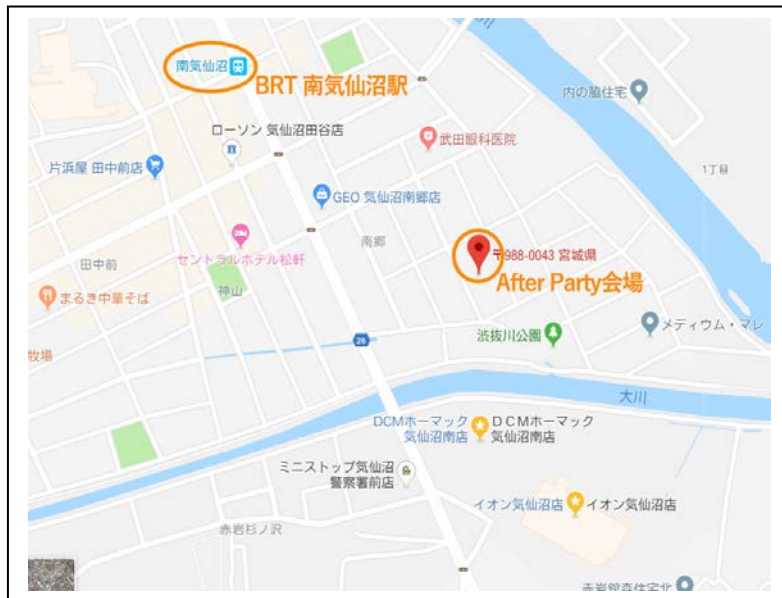 南気仙沼
BRT 南気仙沼駅
内の脇住宅
ローソン 気仙沼田谷店
武田眼科医院
片浜屋 田中前店
1丁目
GEO 気仙沼南郷店
南郷
セントラルホテル松軒
〒988-0043 宮城県
田中前
After Party会場
神山
まるき中華そば
渋抜川公園
メディウム・マレ
26
牧場
大川
DCMホーマック
気仙沼南店
ＤＣＭホーマック
気仙沼南店
ミニストップ気仙沼
警察署前店
イオン気仙沼店
イオン気仙沼店
赤岩杉ノ沢
赤岩舘森住宅北